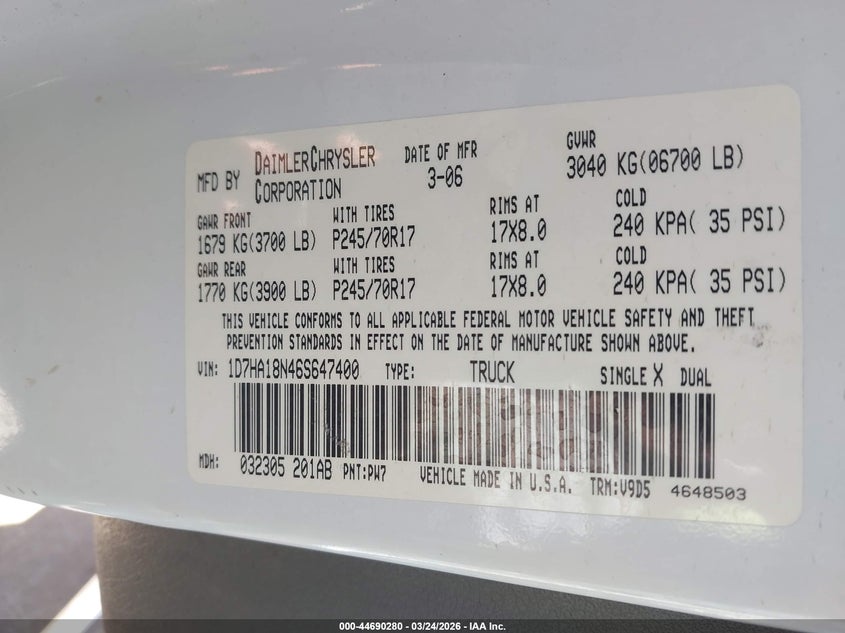 MFD BY DAIMLERCHRYSLER CORPORATION DATE OF MFR 3-06 GVWR 3040 KG(06700 LB)
GAWR FRONT WITH TIRES RIMS AT COLD
1679 KG(3700 LB) P245/70R17 17X8.0 240 KPA( 35 PSI)
GAWR REAR WITH TIRES RIMS AT COLD
1770 KG(3900 LB) P245/70R17 17X8.0 240 KPA( 35 PSI)
THIS VEHICLE CONFORMS TO ALL APPLICABLE FEDERAL MOTOR VEHICLE SAFETY AND THEFT
PREVENTION STANDARDS IN EFFECT ON THE DATE OF MANUFACTURE SHOWN ABOVE.
VIN: 1D7HA18N46S647400 TYPE: TRUCK SINGLE X DUAL
MDH: 032305 201AB PNT:PW7 VEHICLE MADE IN U.S.A. TRM:V9D5 4648503
000-44690280 - 03/24/2026 - IAA Inc.